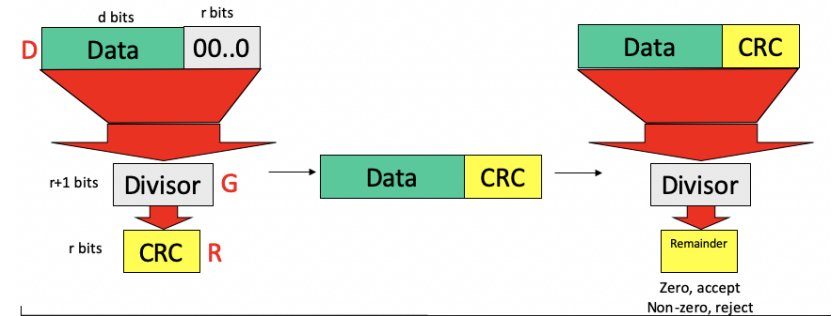 d bits
r bits
D
Data
00..0
r+1 bits
Divisor
G
r bits
CRC
R
Data
CRC
Data
CRC
Divisor
Remainder
Zero, accept
Non-zero, reject